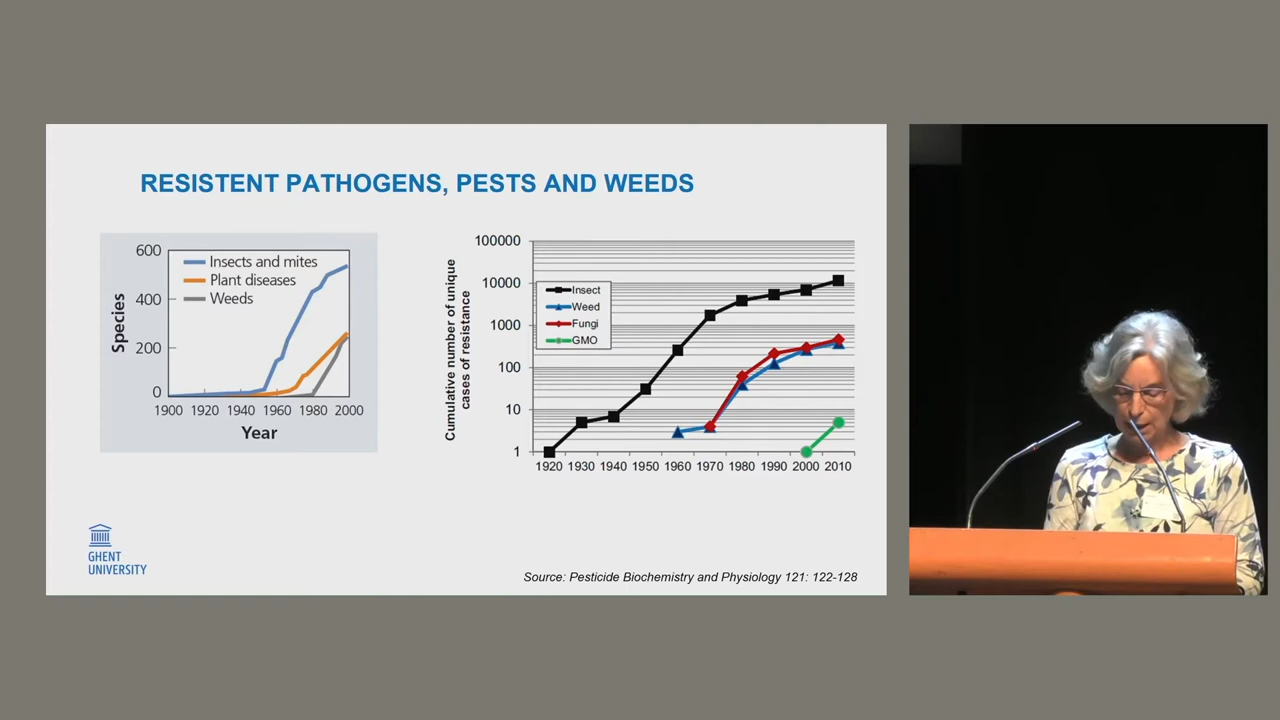 RESISTENT PATHOGENS, PESTS AND WEEDS
600
400
200
0
Species
Insects and mites
Plant diseases
Weeds
1900 1920 1940 1960 1980 2000
Year
Cumulative number of unique
cases of resistance
100000
10000
1000
100
10
1
Insect
Weed
Fungi
GMO
1920 1930 1940 1950 1960 1970 1980 1990 2000 2010
GHENT
UNIVERSITY
Source: Pesticide Biochemistry and Physiology 121: 122-128